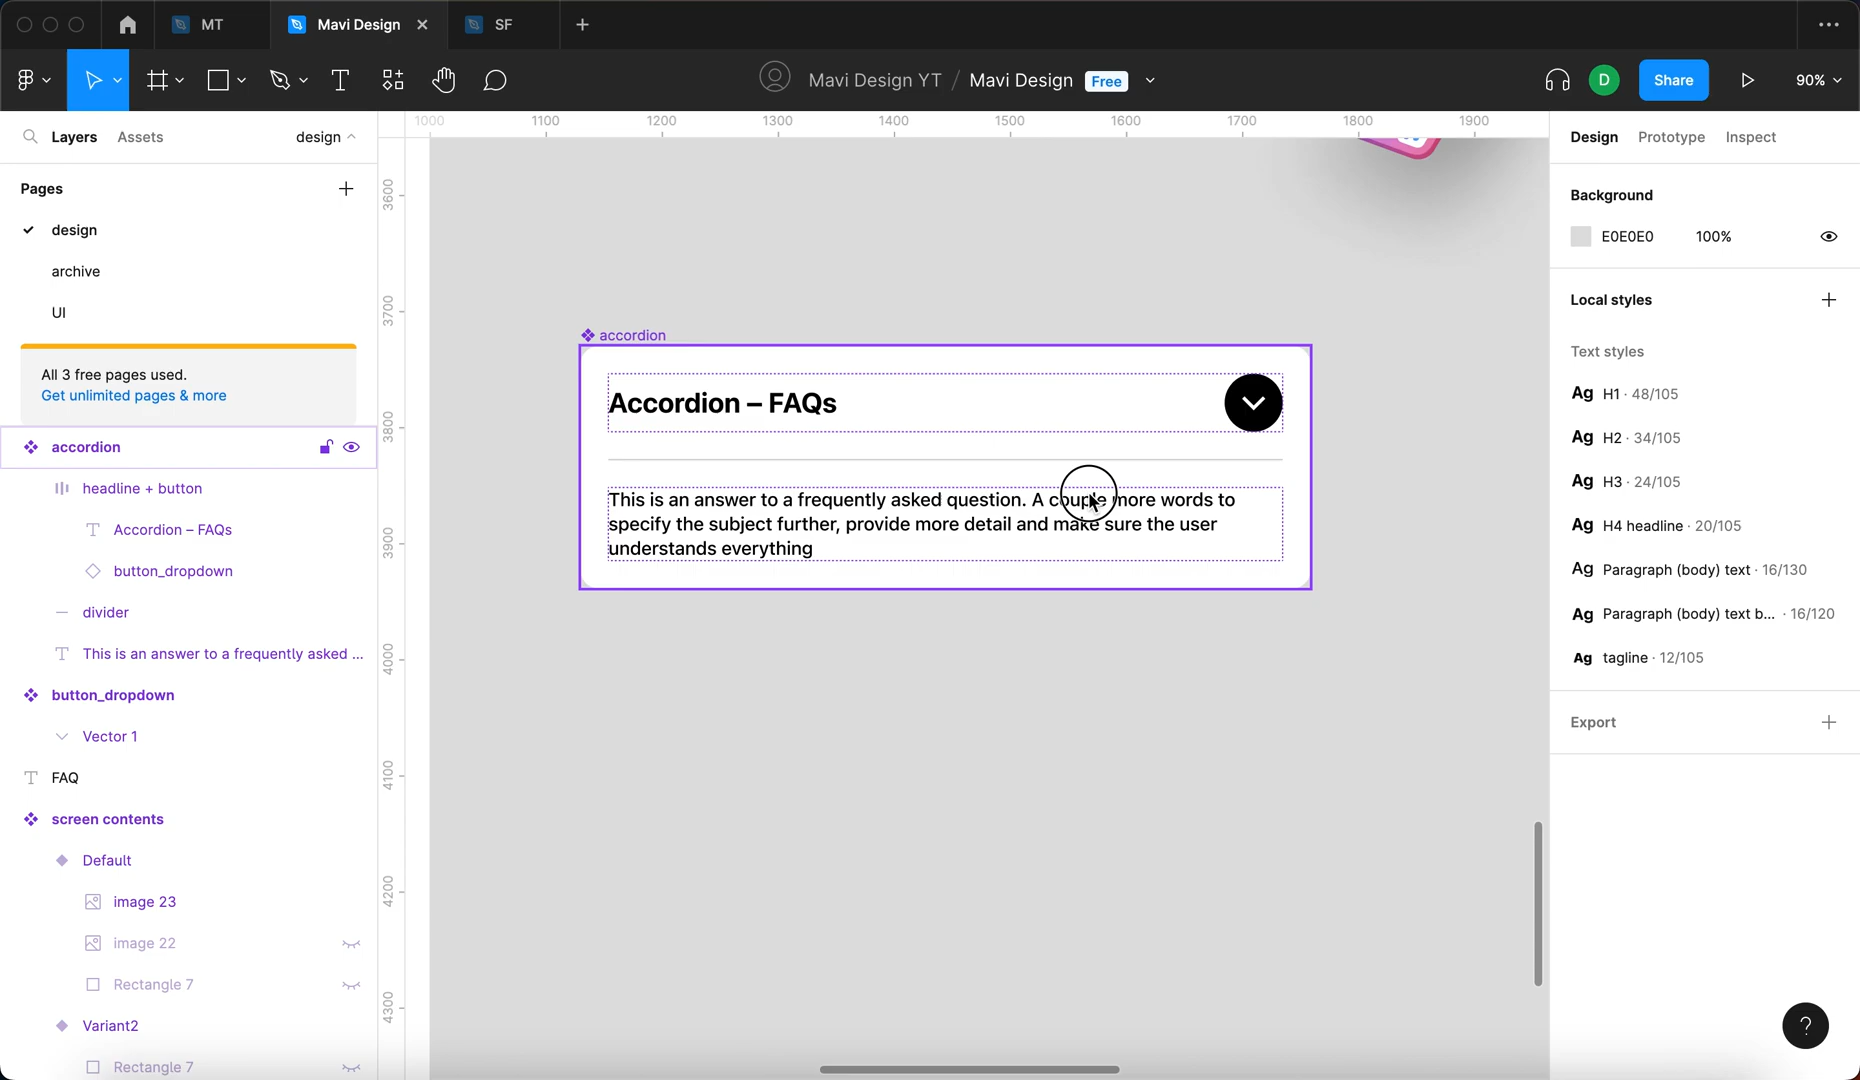 MT
Mavi Design
SF
Mavi Design YT / Mavi Design Free
D
Share
90%
Layers
Assets
design
Pages
design
archive
UI
All 3 free pages used.
Get unlimited pages & more
accordion
headline + button
Accordion – FAQs
button_dropdown
divider
This is an answer to a frequently asked ...
button_dropdown
Vector 1
FAQ
screen contents
Default
image 23
image 22
Rectangle 7
Variant2
Rectangle 7
1000 1100 1200 1300 1400 1500 1600 1700 1800 1900
3600
3700
3800
3900
4000
4100
4200
4300
accordion
Accordion – FAQs
This is an answer to a frequently asked question. A couple more words to
specify the subject further, provide more detail and make sure the user
understands everything
Design
Prototype
Inspect
Background
E0E0E0
100%
Local styles
Text styles
Ag H1 · 48/105
Ag H2 · 34/105
Ag H3 · 24/105
Ag H4 headline · 20/105
Ag Paragraph (body) text · 16/130
Ag Paragraph (body) text b... · 16/120
Ag tagline · 12/105
Export
?